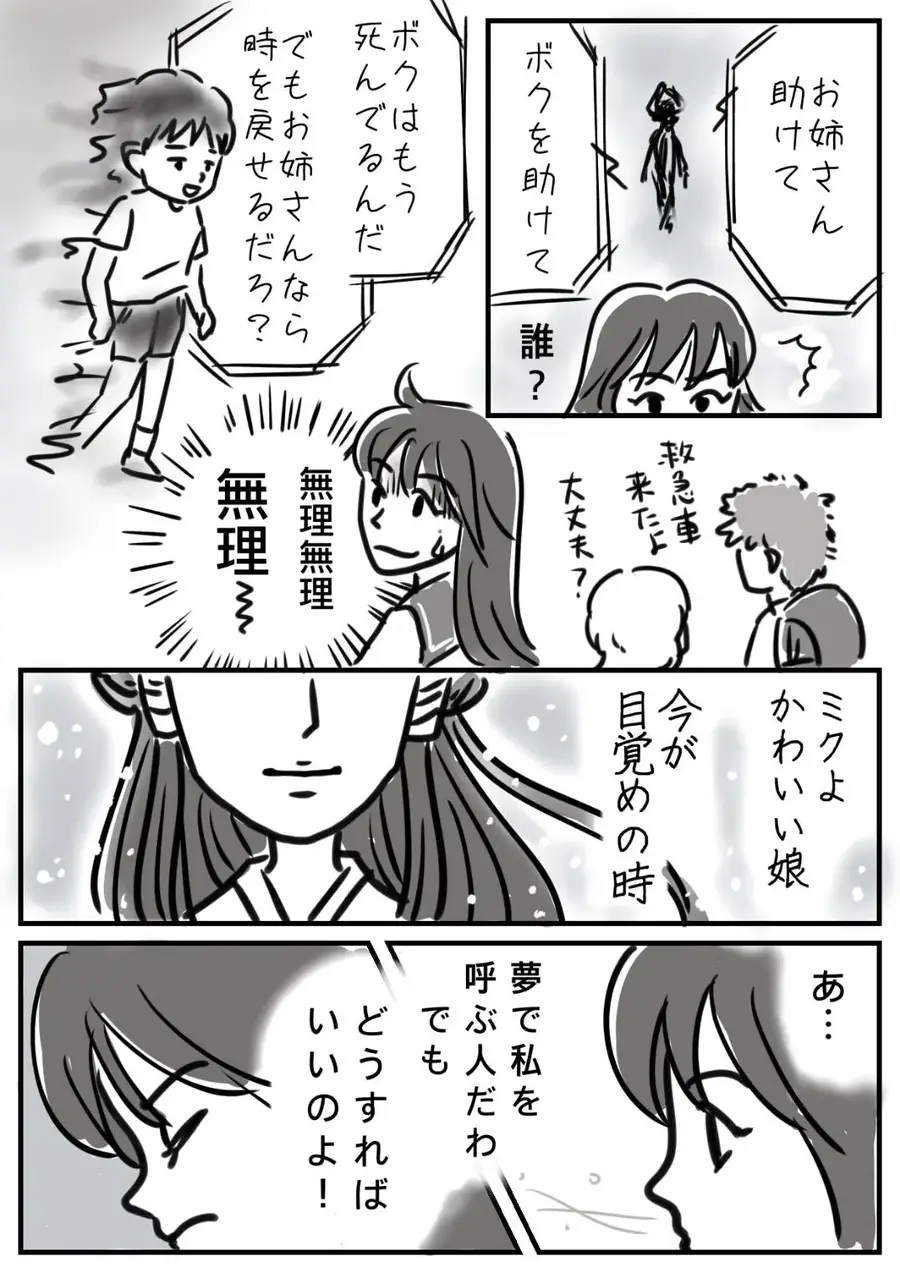 お姉さん
助けて
ボクを助けて
誰？
ボクはもう
死んでるんだ
でもお姉さんなら
時を戻せるだろ？
無理無理
無理〜
救急車
来たよ
大丈夫？
ミクよ
かわいい娘
今が
目覚めの時
あ…
夢で私を
呼ぶ人だわ
でも
どうすれば
いいのよ！